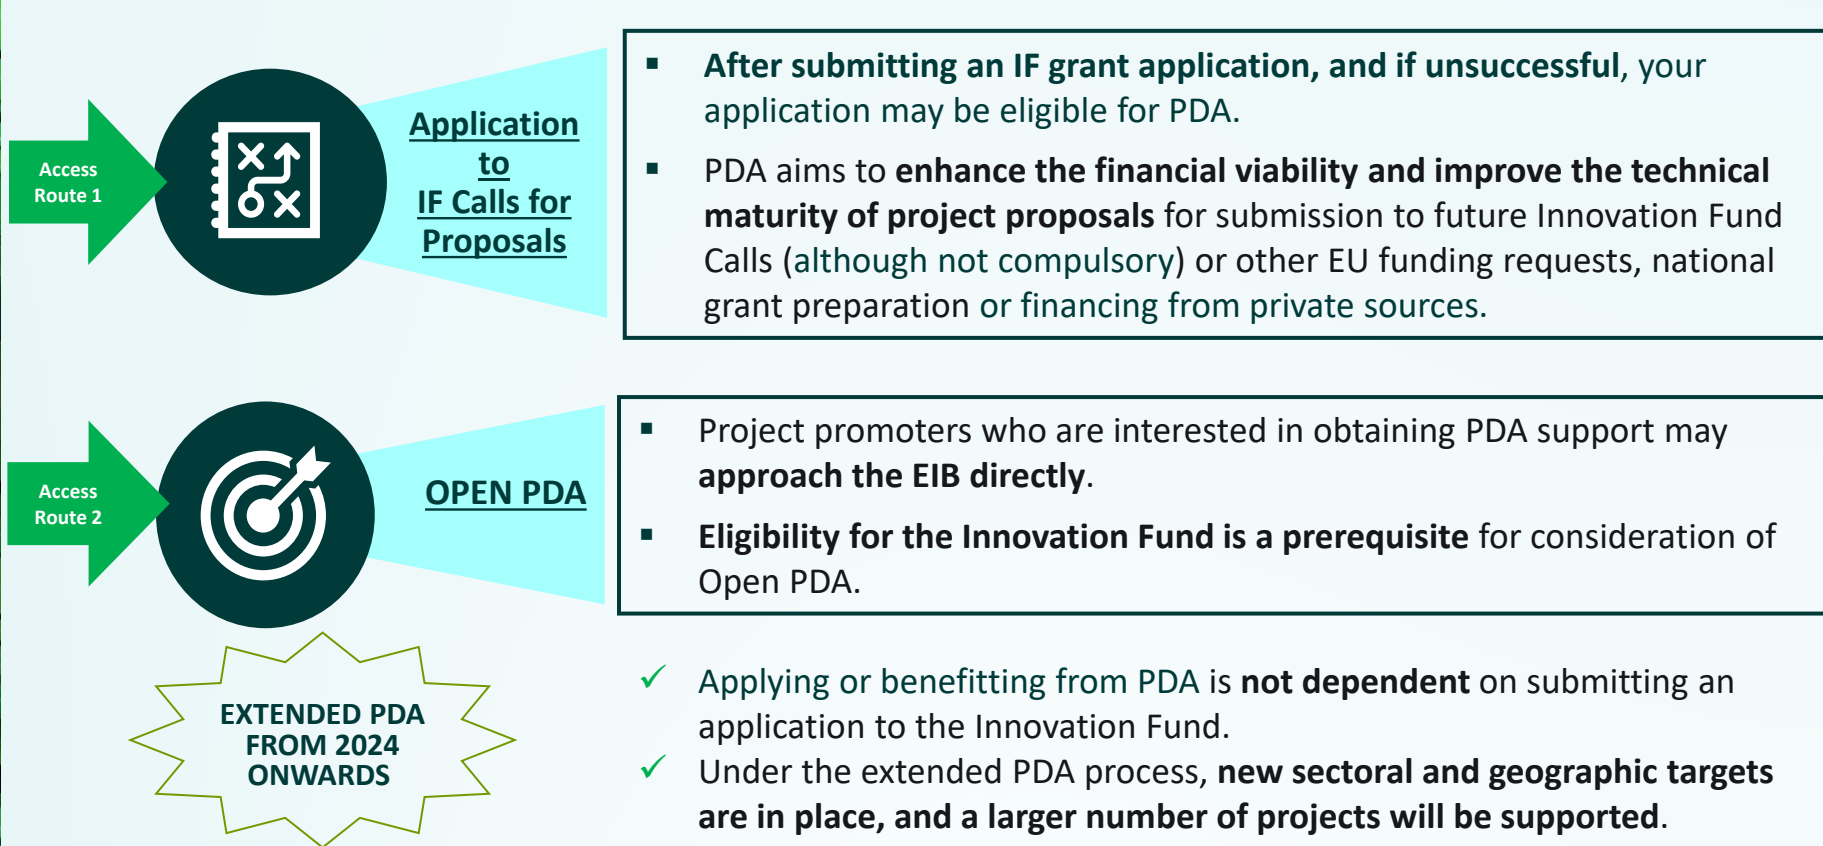 Access
Route 1
Application
to
IF Calls for
Proposals
▪ After submitting an IF grant application, and if unsuccessful, your
application may be eligible for PDA.
▪ PDA aims to enhance the financial viability and improve the technical
maturity of project proposals for submission to future Innovation Fund
Calls (although not compulsory) or other EU funding requests, national
grant preparation or financing from private sources.
Access
Route 2
OPEN PDA
▪ Project promoters who are interested in obtaining PDA support may
approach the EIB directly.
▪ Eligibility for the Innovation Fund is a prerequisite for consideration of
Open PDA.
EXTENDED PDA
FROM 2024
ONWARDS
✓ Applying or benefitting from PDA is not dependent on submitting an
application to the Innovation Fund.
✓ Under the extended PDA process, new sectoral and geographic targets
are in place, and a larger number of projects will be supported.